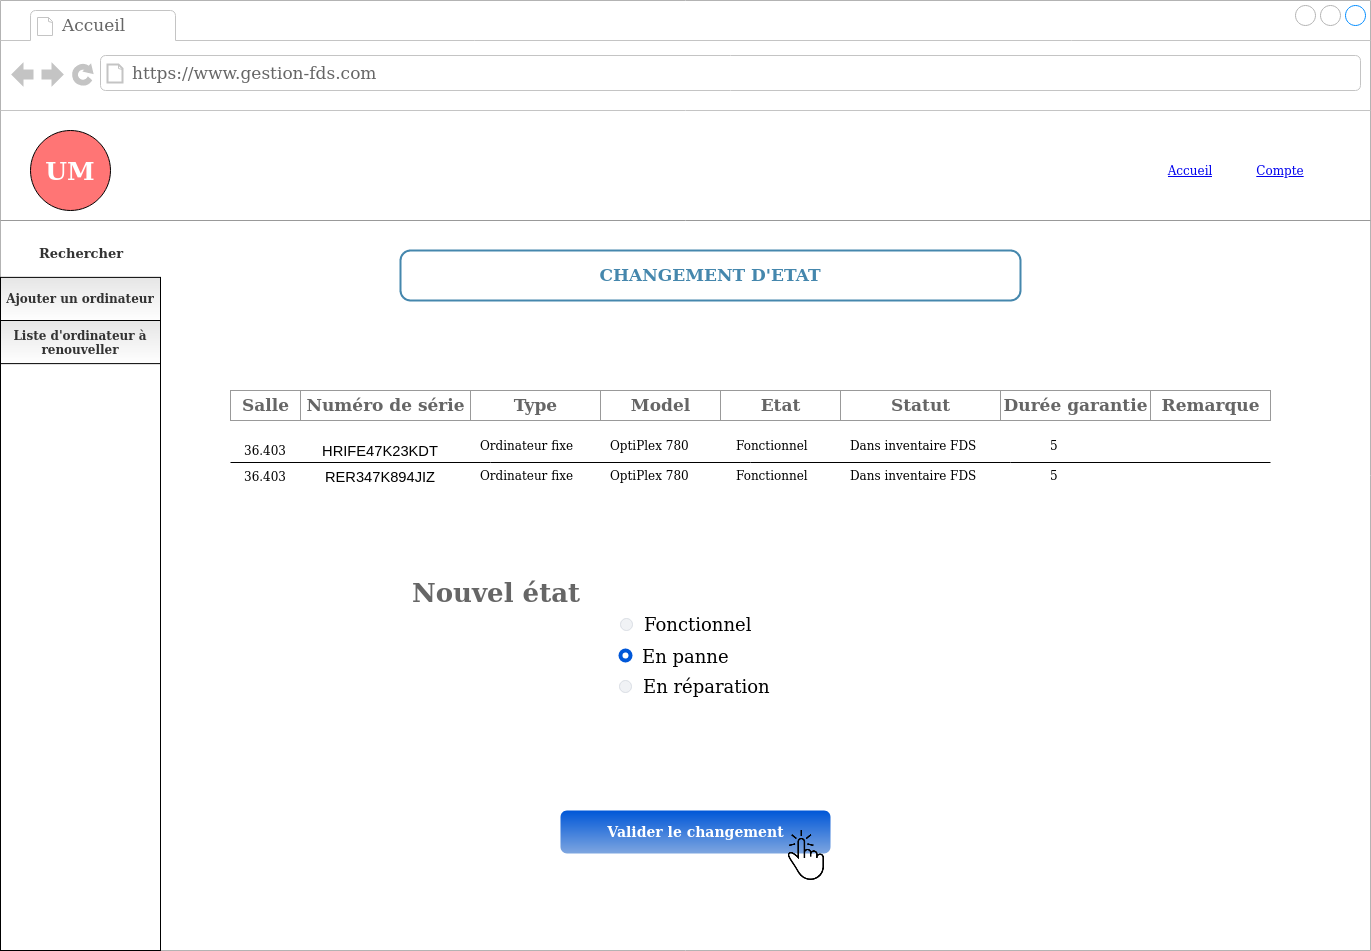 Accueil
https://www.gestion-fds.com
UM
Accueil Compte
Rechercher
Ajouter un ordinateur
Liste d'ordinateur à
renouveller
CHANGEMENT D'ETAT
Salle Numéro de série Type Model Etat Statut Durée garantie Remarque
36.403 HRIFE47K23KDT Ordinateur fixe OptiPlex 780 Fonctionnel Dans inventaire FDS 5
36.403 RER347K894JIZ Ordinateur fixe OptiPlex 780 Fonctionnel Dans inventaire FDS 5
Nouvel état
Fonctionnel
En panne
En réparation
Valider le changement